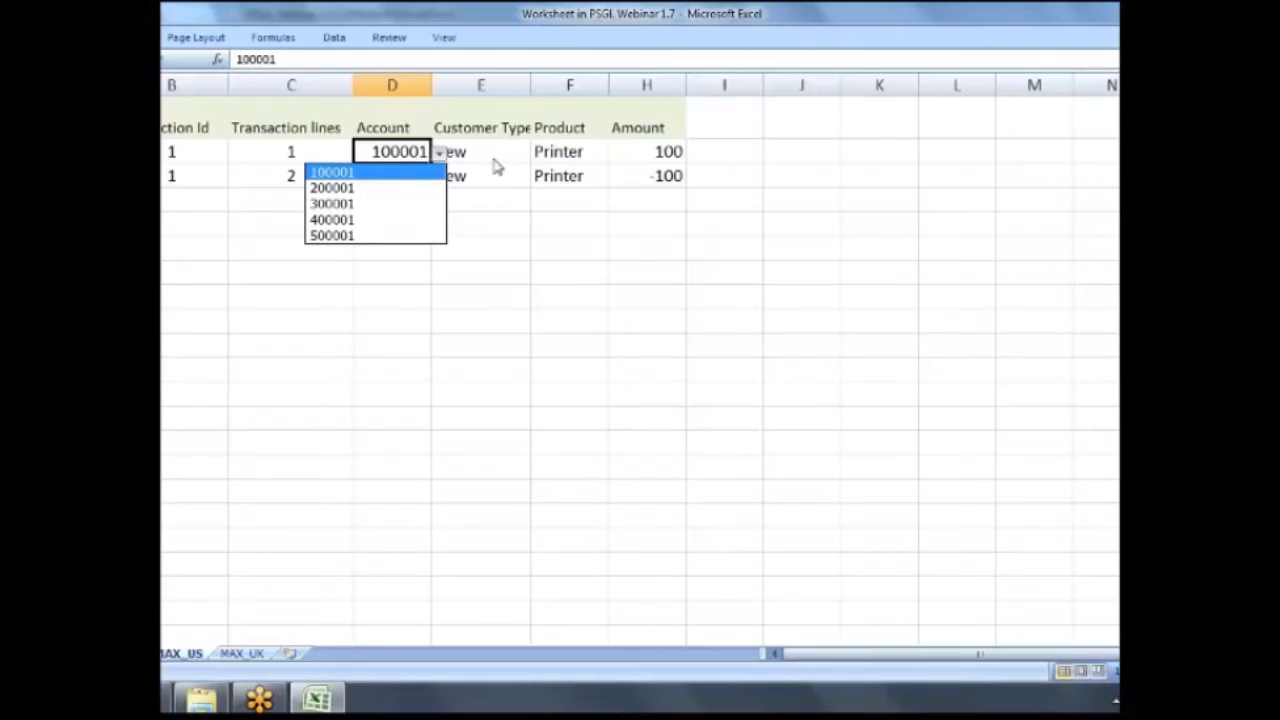 Worksheet in PSGL Webinar 1.7 - Microsoft Excel
Page Layout Formulas Data Review View
fx 100001
B C D E F H I J K L M N
ction Id Transaction lines Account Customer Type Product Amount
1 1 100001 ew Printer 100
1 2 ew Printer -100
100001
200001
300001
400001
500001
MAX_US MAX_UK